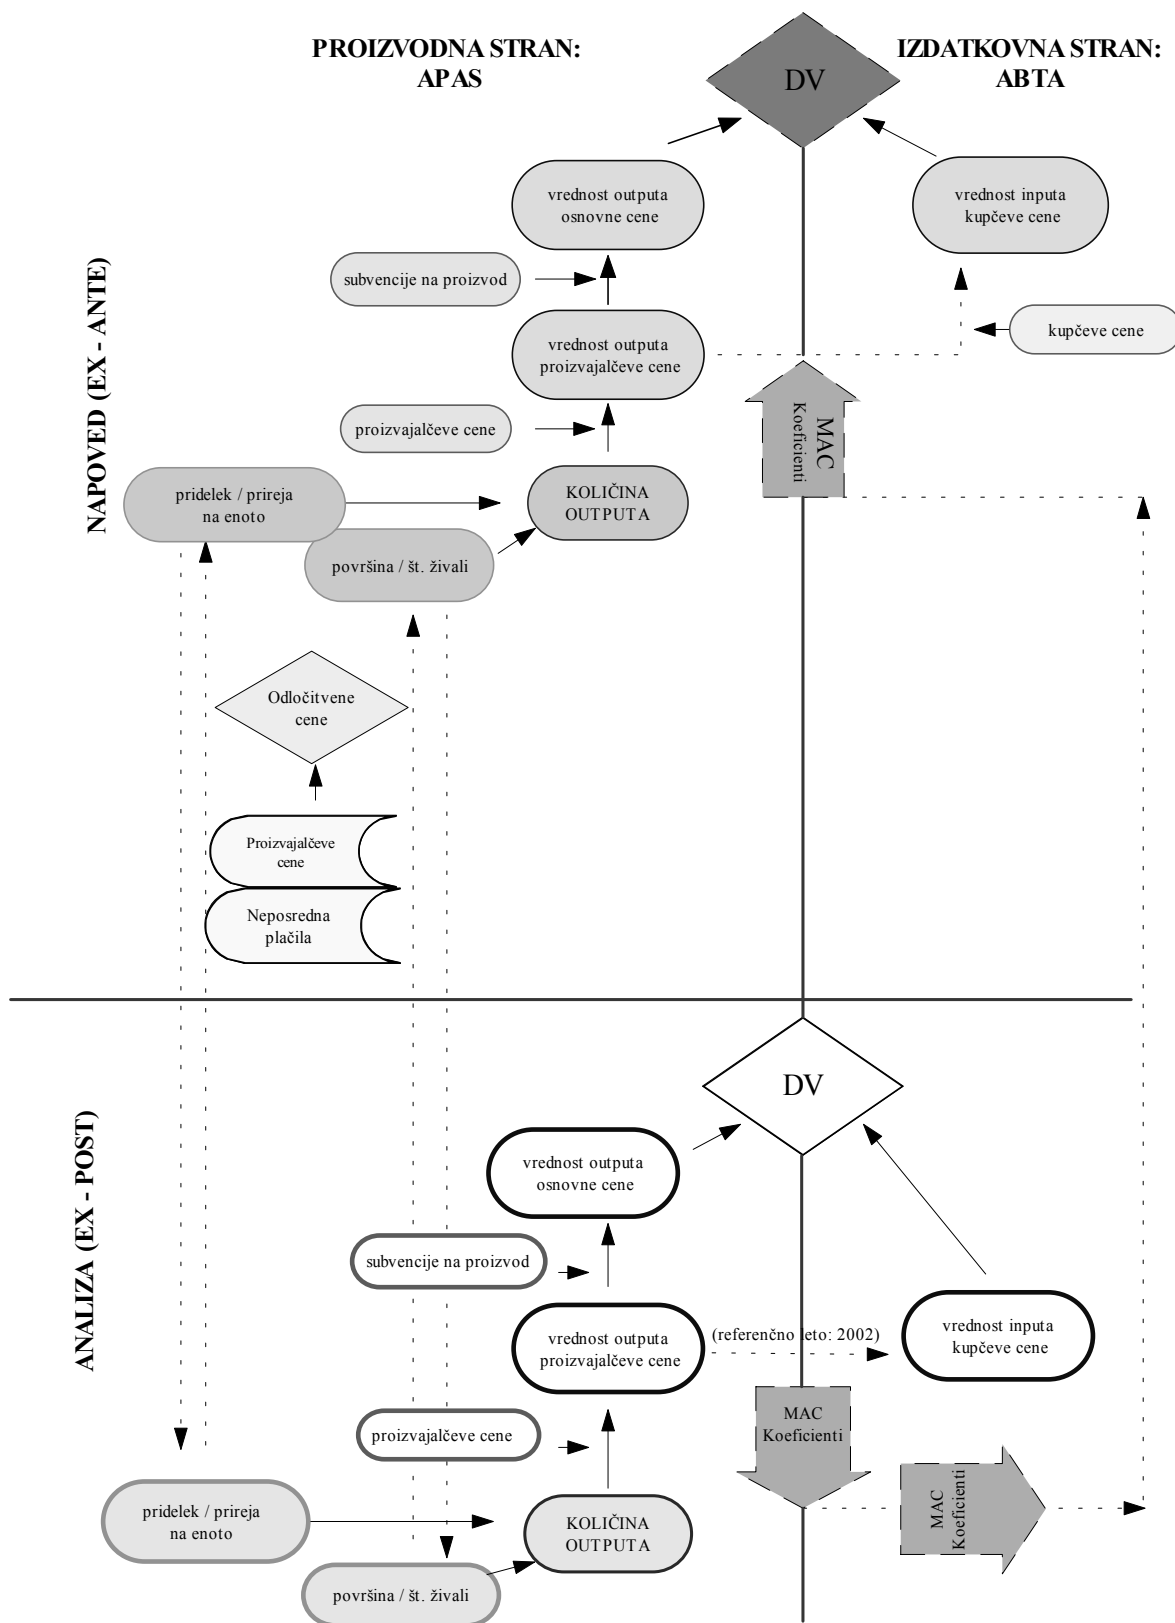 PROIZVODNA STRAN:
APAS
IZDATKOVNA STRAN:
ABTA
DV
vrednost outputa
osnovne cene
vrednost inputa
kupčeve cene
subvencije na proizvod
kupčeve cene
vrednost outputa
proizvajalčeve cene
NAPOVED (EX - ANTE)
MAC
Koeficienti
proizvajalčeve cene
pridelek / prireja
na enoto
KOLIČINA
OUTPUTA
površina / št. živali
Odločitvene
cene
Proizvajalčeve
cene
Neposredna
plačila
DV
ANALIZA (EX - POST)
vrednost outputa
osnovne cene
subvencije na proizvod
vrednost outputa
proizvajalčeve cene
(referenčno leto: 2002)
vrednost inputa
kupčeve cene
MAC
Koeficienti
proizvajalčeve cene
pridelek / prireja
na enoto
KOLIČINA
OUTPUTA
MAC
Koeficienti
površina / št. živali